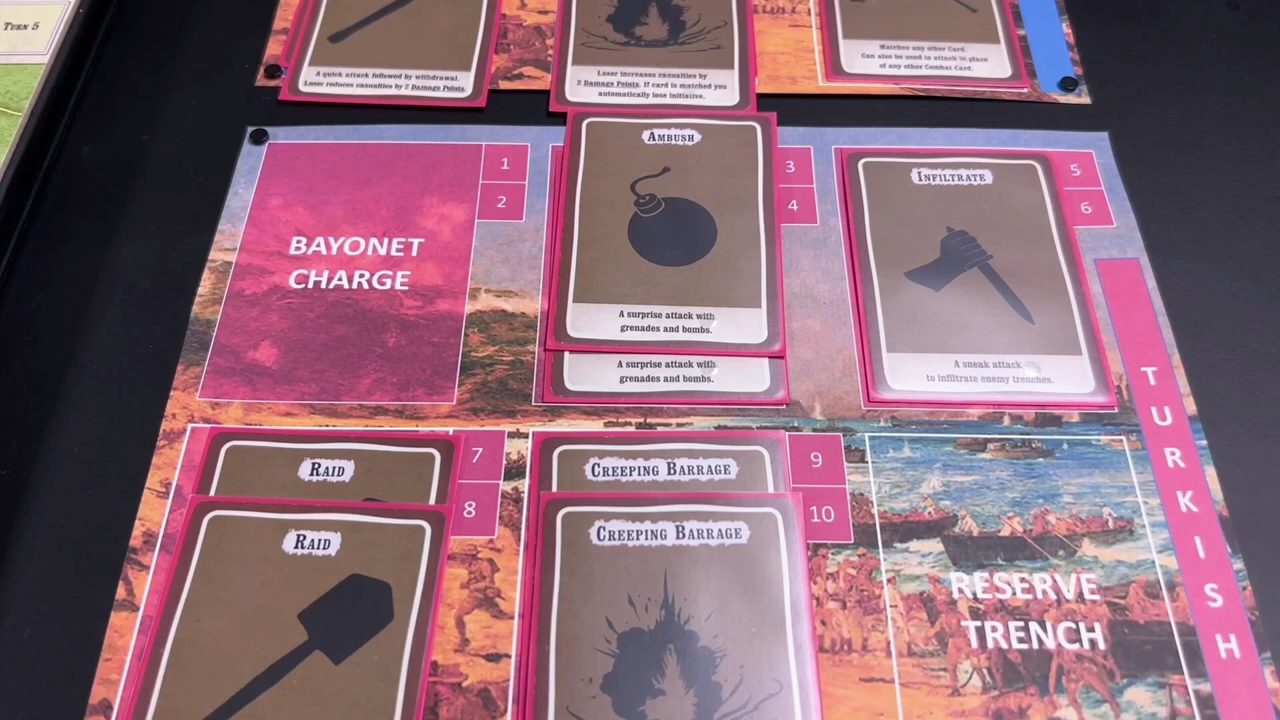 TURN 5
A quick attack followed by withdrawal.
Loser reduces casualties by 2 Damage Points.
Loser increases casualties by
2 Damage Points. If card is matched you
automatically lose initiative.
Matches any other Card.
Can also be used to attack in place
of any other Combat Card.
BAYONET
CHARGE
1
2
AMBUSH
A surprise attack with
grenades and bombs.
A surprise attack with
grenades and bombs.
3
4
INFILTRATE
A sneak attack
to infiltrate enemy trenches.
5
6
TURKISH
RAID
RAID
7
8
CREEPING BARRAGE
CREEPING BARRAGE
9
10
RESERVE
TRENCH